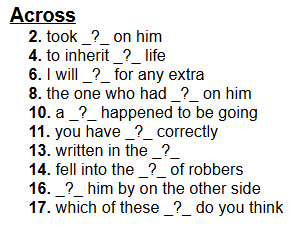 Across
2. took _?_ on him
4. to inherit _?_ life
6. I will _?_ for any extra
8. the one who had _?_ on him
10. a _?_ happened to be going
11. you have _?_ correctly
13. written in the _?_
14. fell into the _?_ of robbers
16. _?_ him by on the other side
17. which of these _?_ do you think